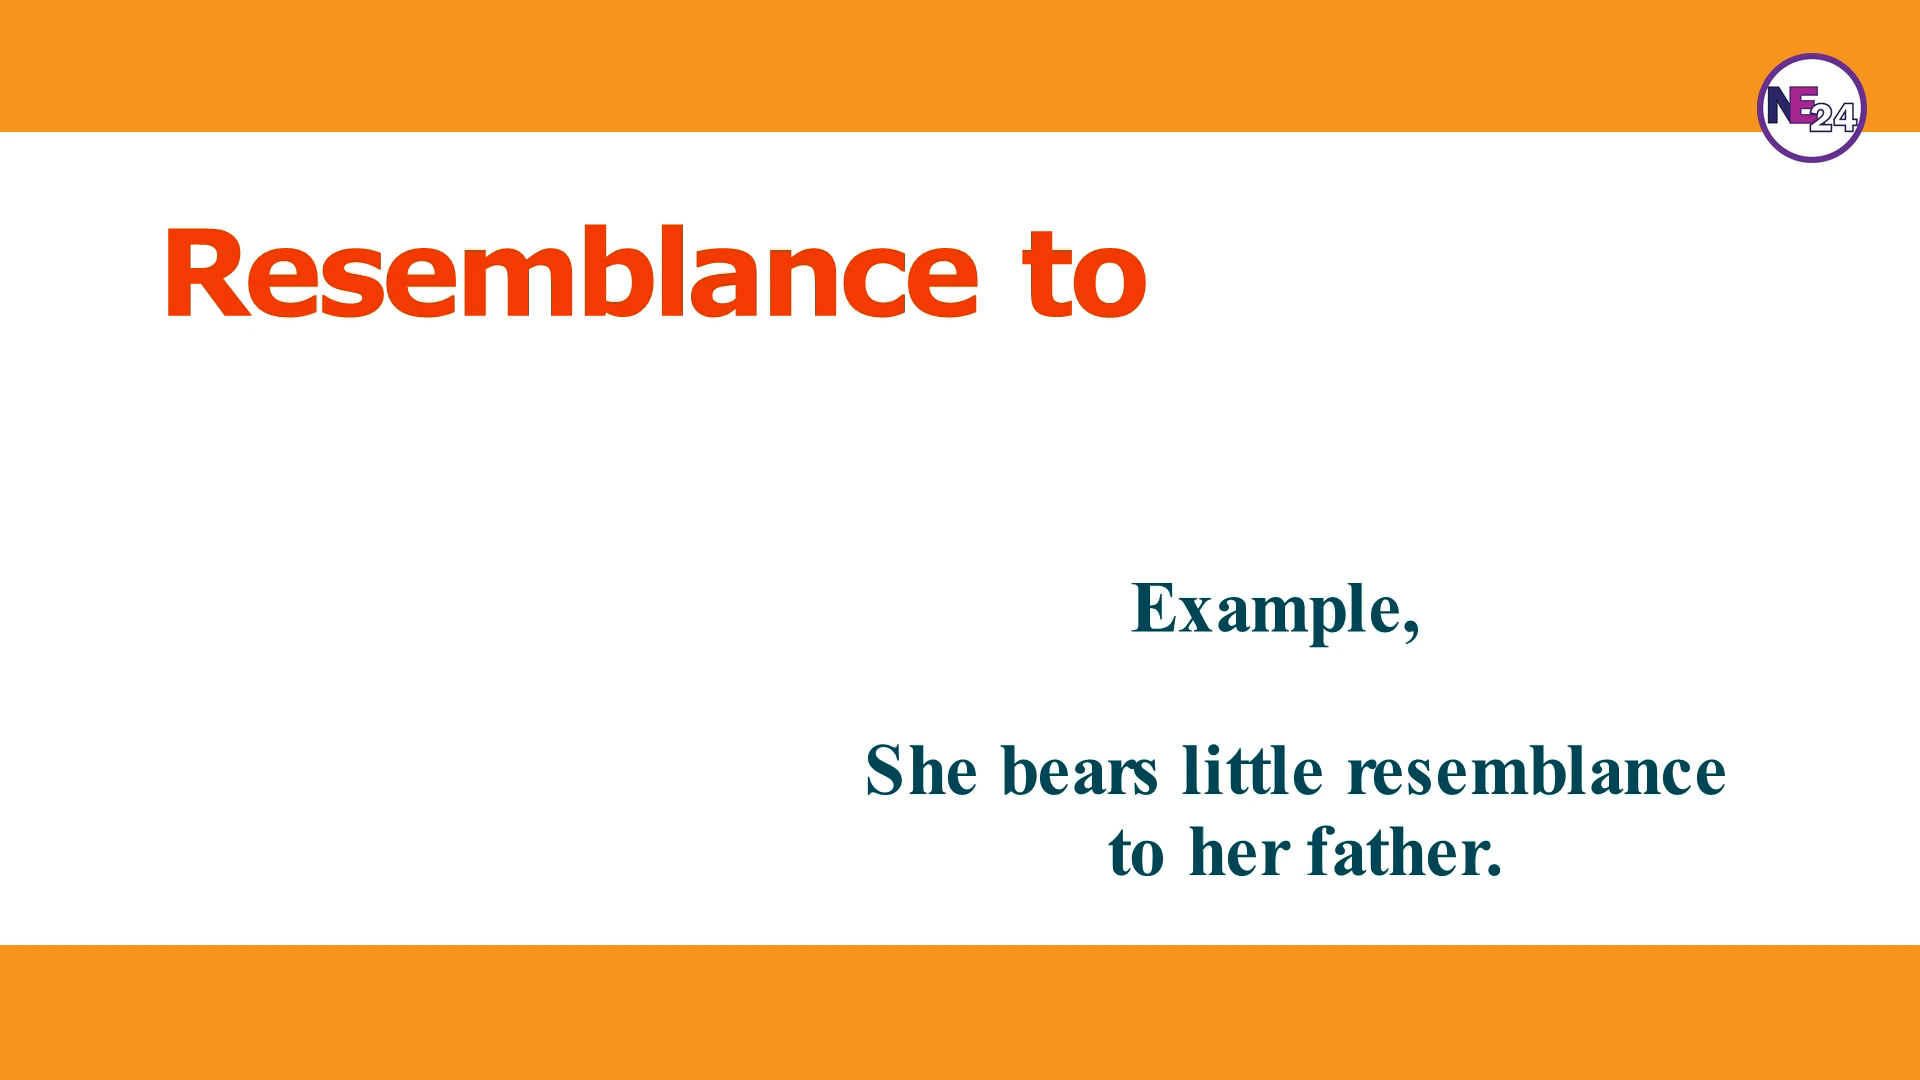 NE24
Resemblance to
Example,
She bears little resemblance
to her father.